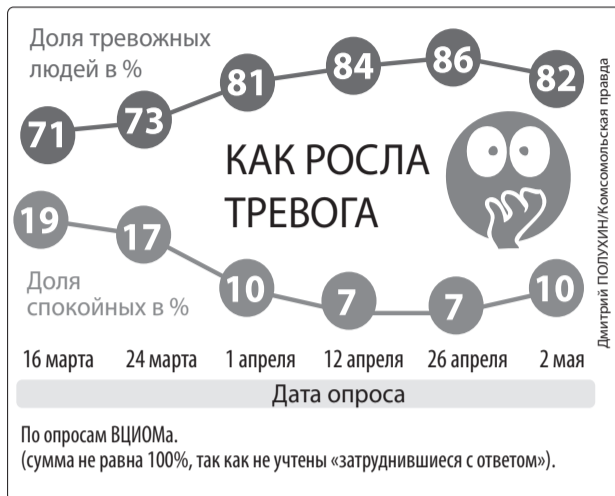 Доля тревожных
людей в %
71
73
81
84
86
82
КАК РОСЛА
ТРЕВОГА
19
17
10
7
7
10
Доля
спокойных в %
16 марта 24 марта 1 апреля 12 апреля 26 апреля 2 мая
Дата опроса
По опросам ВЦИОМа.
(сумма не равна 100%, так как не учтены «затруднившиеся с ответом»).
Дмитрий ПОЛУХИН/Комсомольская правда